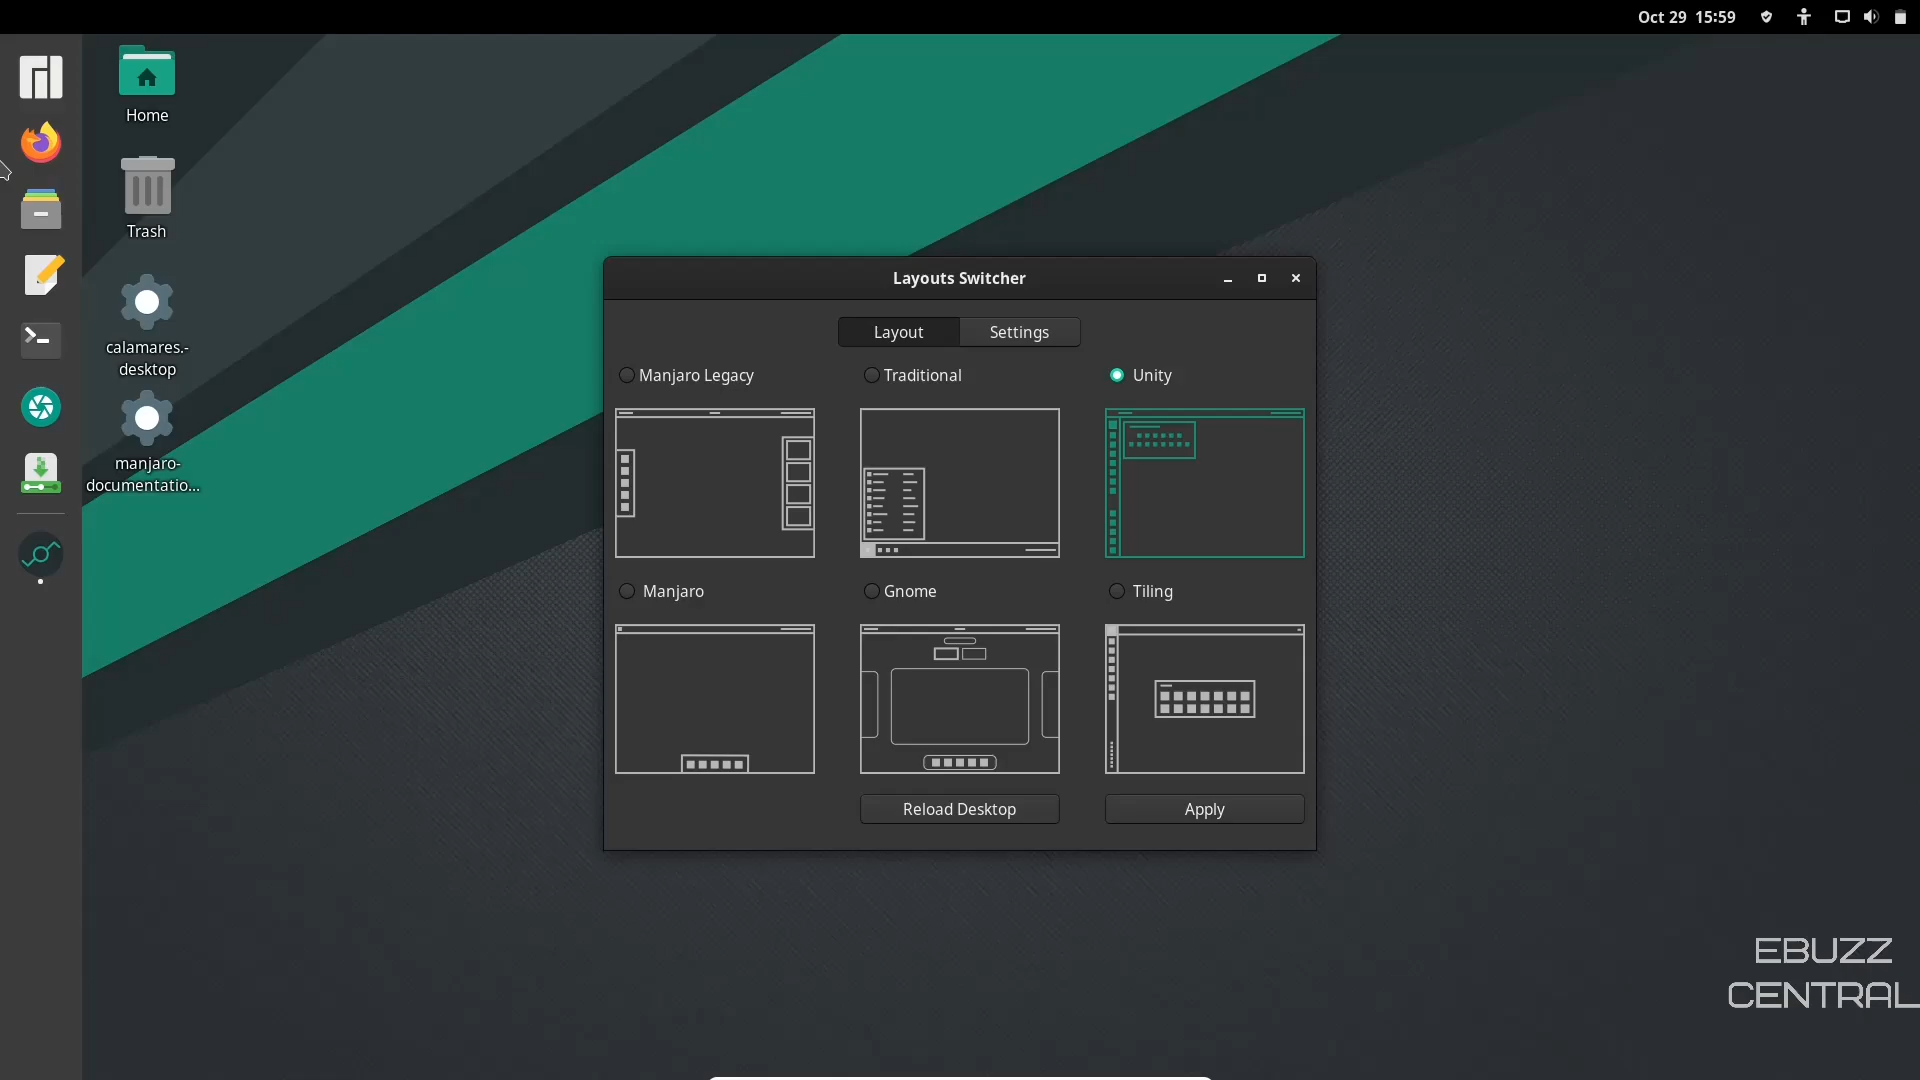 Oct 29 15:59
Home
Trash
calamares.-
desktop
manjaro-
documentatio...
Layouts Switcher
Layout
Settings
Manjaro Legacy
Traditional
Unity
Manjaro
Gnome
Tiling
Reload Desktop
Apply
EBUZZ
CENTRAL